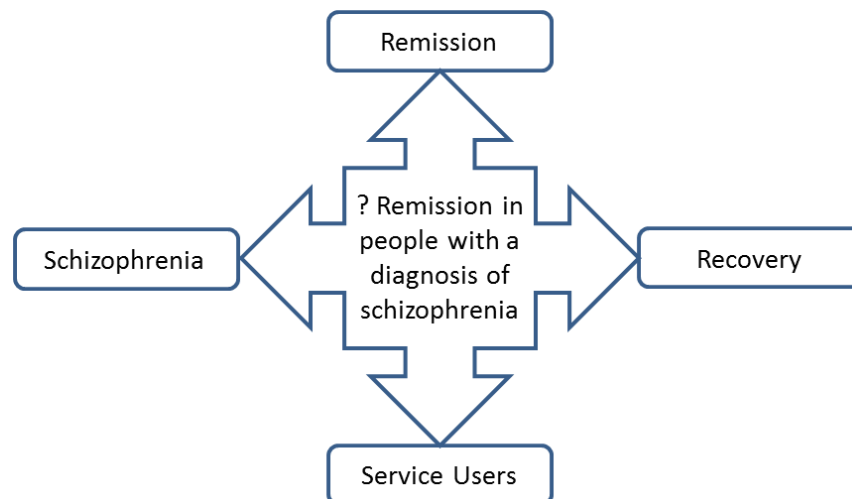 Remission
? Remission in
people with a
diagnosis of
schizophrenia
Schizophrenia
Recovery
Service Users